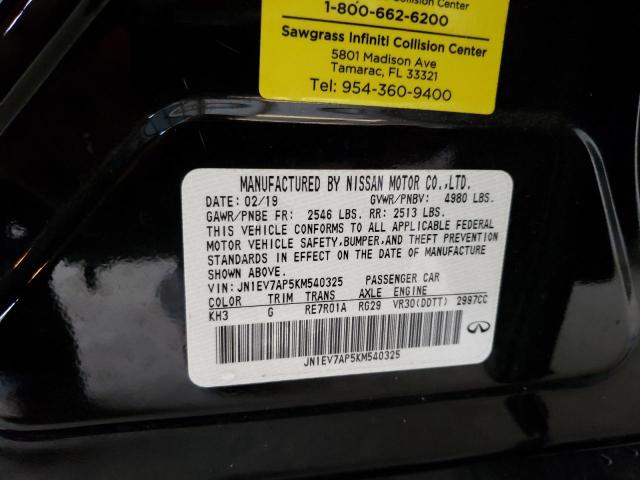 Collision Center
1-800-662-6200
Sawgrass Infiniti Collision Center
5801 Madison Ave
Tamarac, FL 33321
Tel: 954-360-9400
MANUFACTURED BY NISSAN MOTOR CO.,LTD.
DATE: 02/19 GVWR/PNBV: 4980 LBS.
GAWR/PNBE FR: 2546 LBS. RR: 2513 LBS.
THIS VEHICLE CONFORMS TO ALL APPLICABLE FEDERAL
MOTOR VEHICLE SAFETY,BUMPER,AND THEFT PREVENTION
STANDARDS IN EFFECT ON THE DATE OF MANUFACTURE
SHOWN ABOVE.
VIN: JN1EV7AP5KM540325 PASSENGER CAR
COLOR TRIM TRANS AXLE ENGINE
KH3 G RE7R01A RG29 VR30(DDTT) 2997CC
JN1EV7AP5KM540325